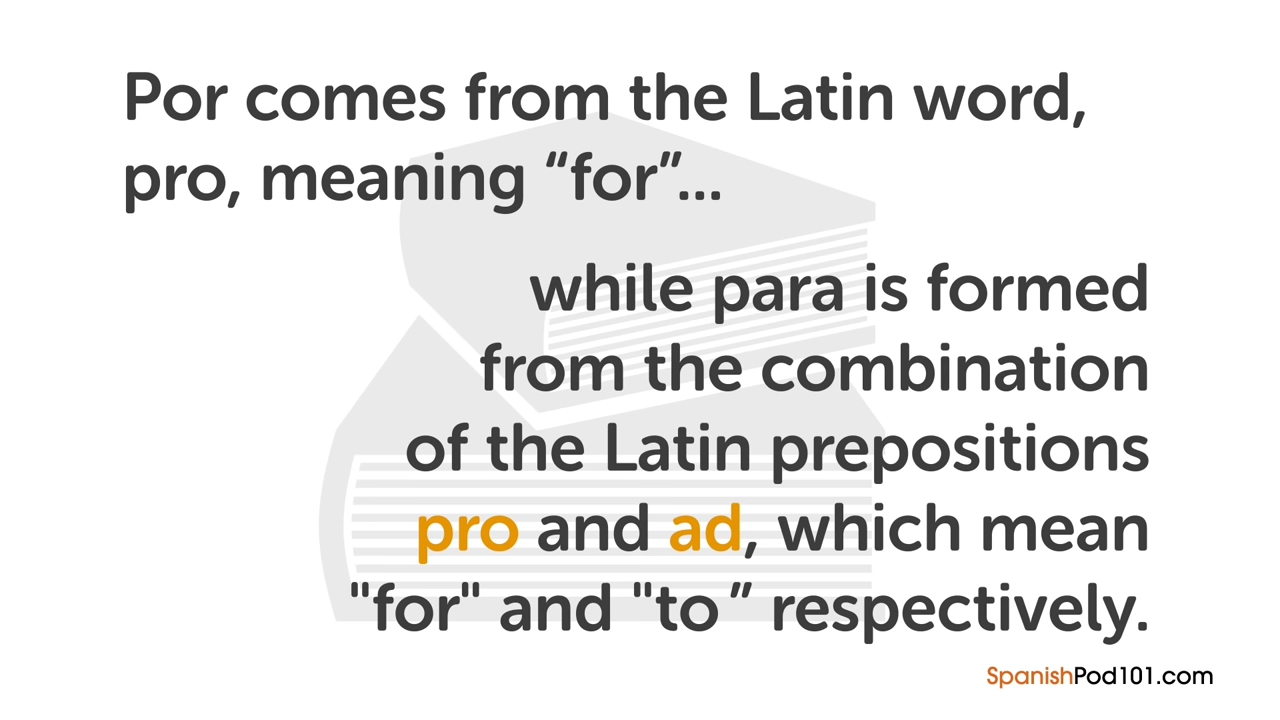 Por comes from the Latin word,
pro, meaning “for”...
while para is formed
from the combination
of the Latin prepositions
pro and ad, which mean
"for" and "to” respectively.
SpanishPod101.com